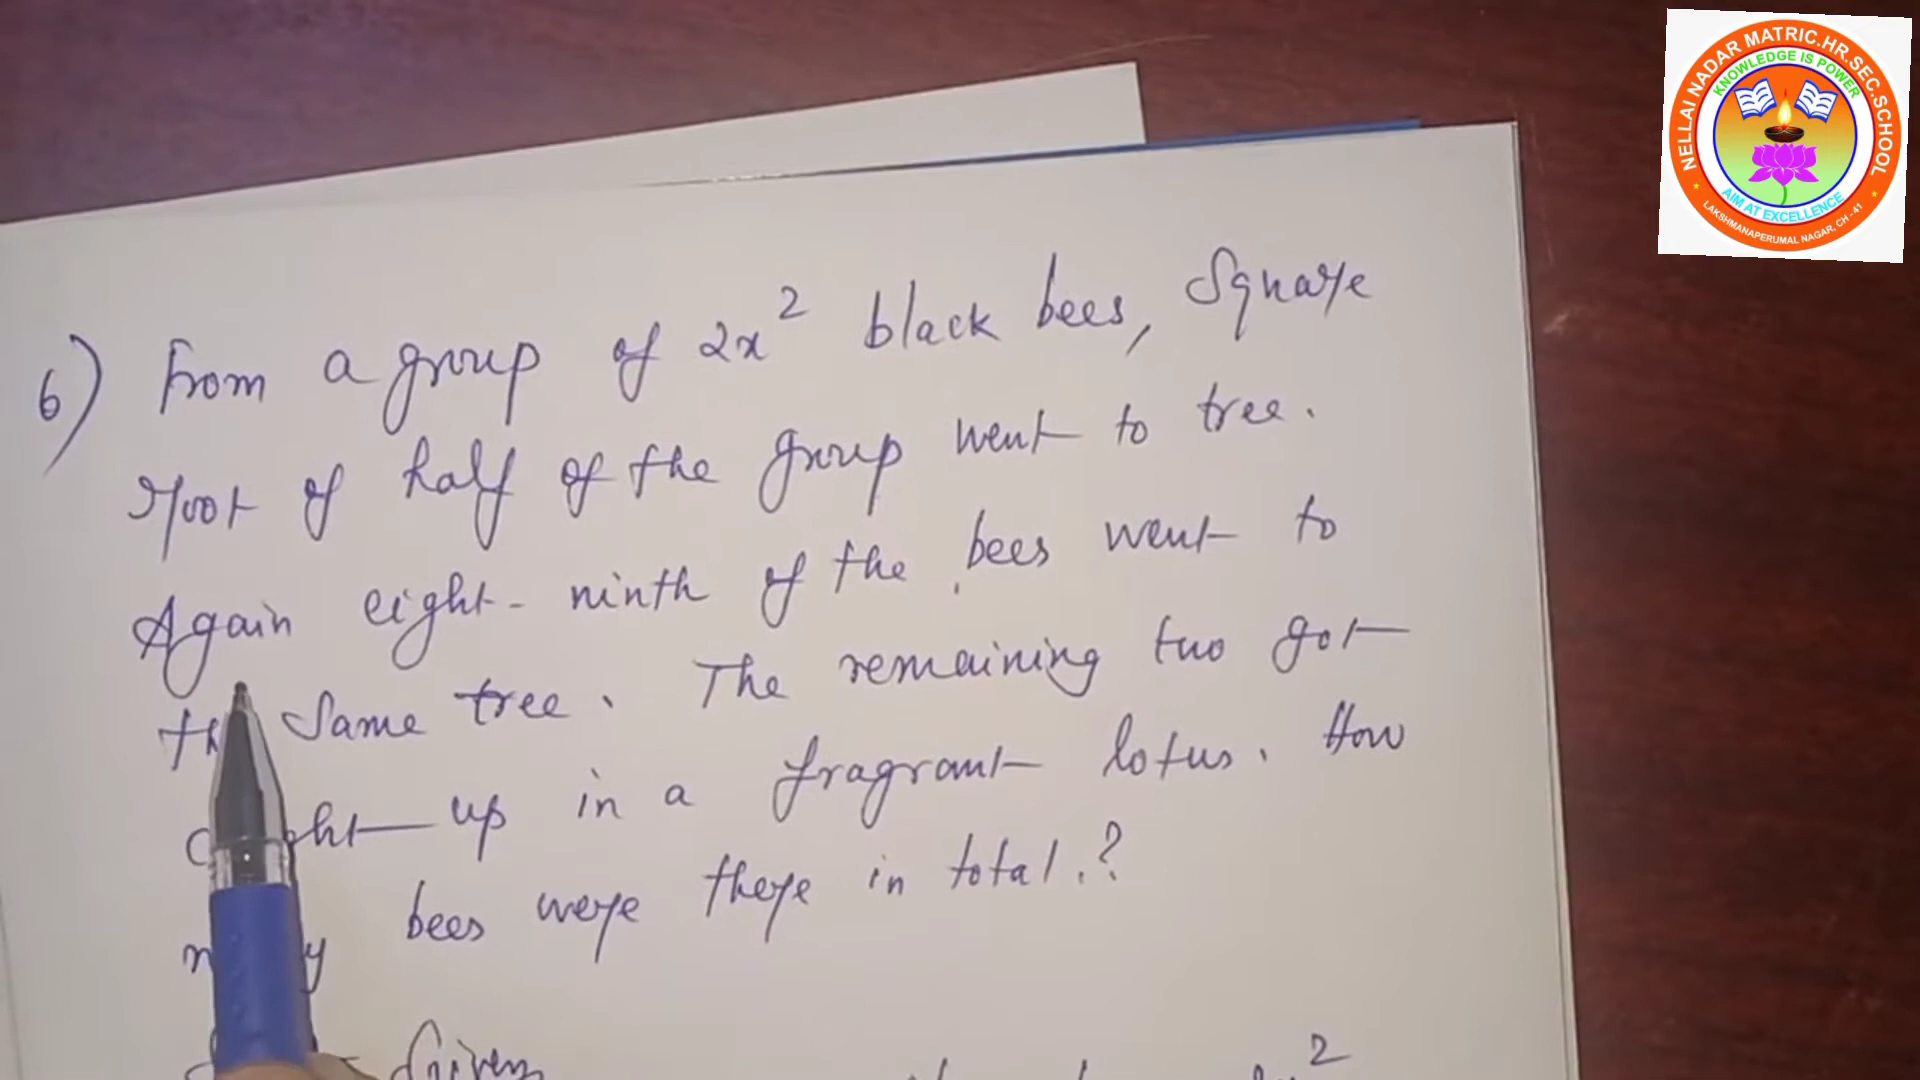 NELLAI NADAR MATRIC.HR.SEC.SCHOOL
KNOWLEDGE IS POWER
AIM AT EXCELLENCE
LAKSHMANAPERUMAL NAGAR, CH - 41
6) From a group of 2x² black bees, Square
root of half of the group went to tree.
Again eight-ninth of the bees went to
same tree. The remaining two got
up in a fragrant lotus. How
bees were there in total.?
Given